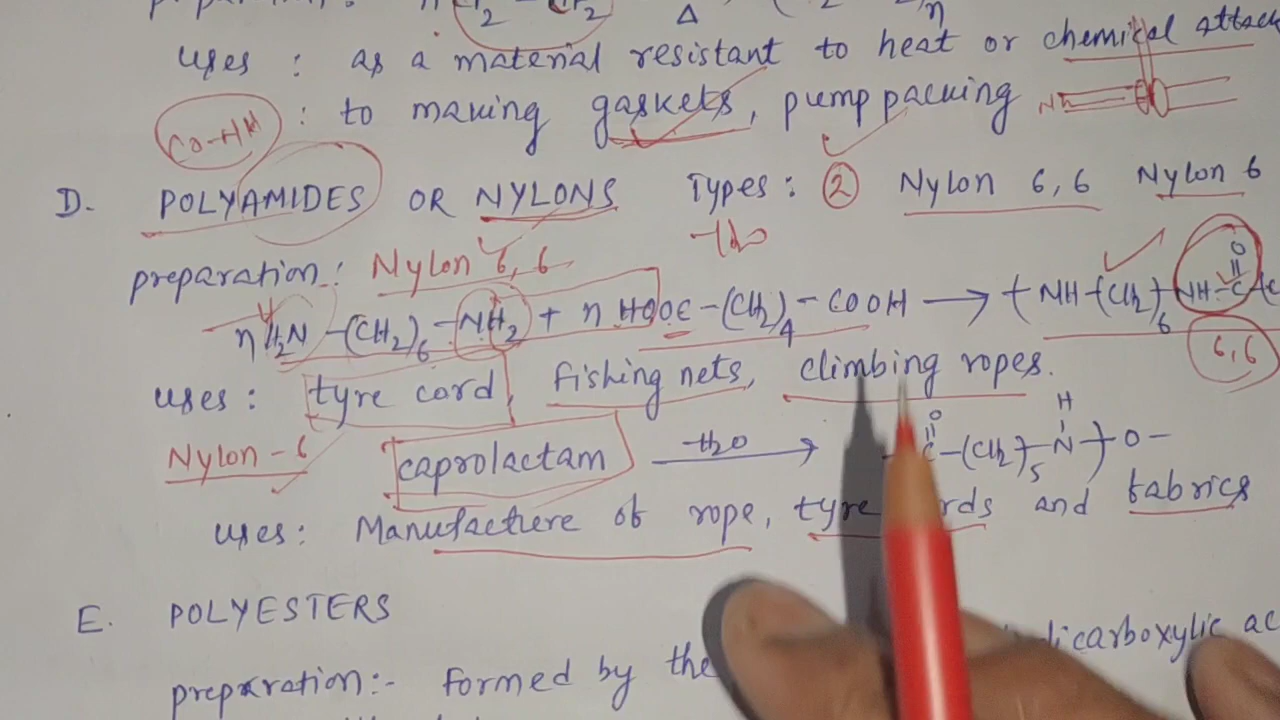 uses : as a material resistant to heat or chemical attack
CO-NH : to making gaskets, pump packing
D. POLYAMIDES OR NYLONS Types: ② Nylon 6,6 Nylon 6
preparation: Nylon 6,6 -H₂O
n H₂N-(CH₂)₆-NH₂ + n HOOC-(CH₂)₄-COOH → ( NH-(CH₂)₆ NH-C
O
6,6
uses : tyre cord, fishing nets, climbing ropes.
Nylon-6 caprolactam -H₂O → C-(CH₂)₅-N ) O-
O H
uses: Manufacture of rope, tyre and fabrics
E. POLYESTERS
preparation:- formed by the dicarboxylic